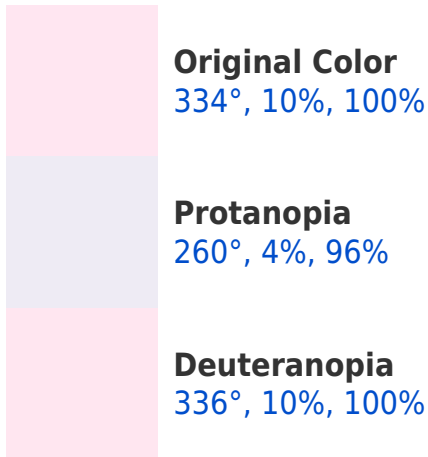 Original Color
334°, 10%, 100%
Protanopia
260°, 4%, 96%
Deuteranopia
336°, 10%, 100%